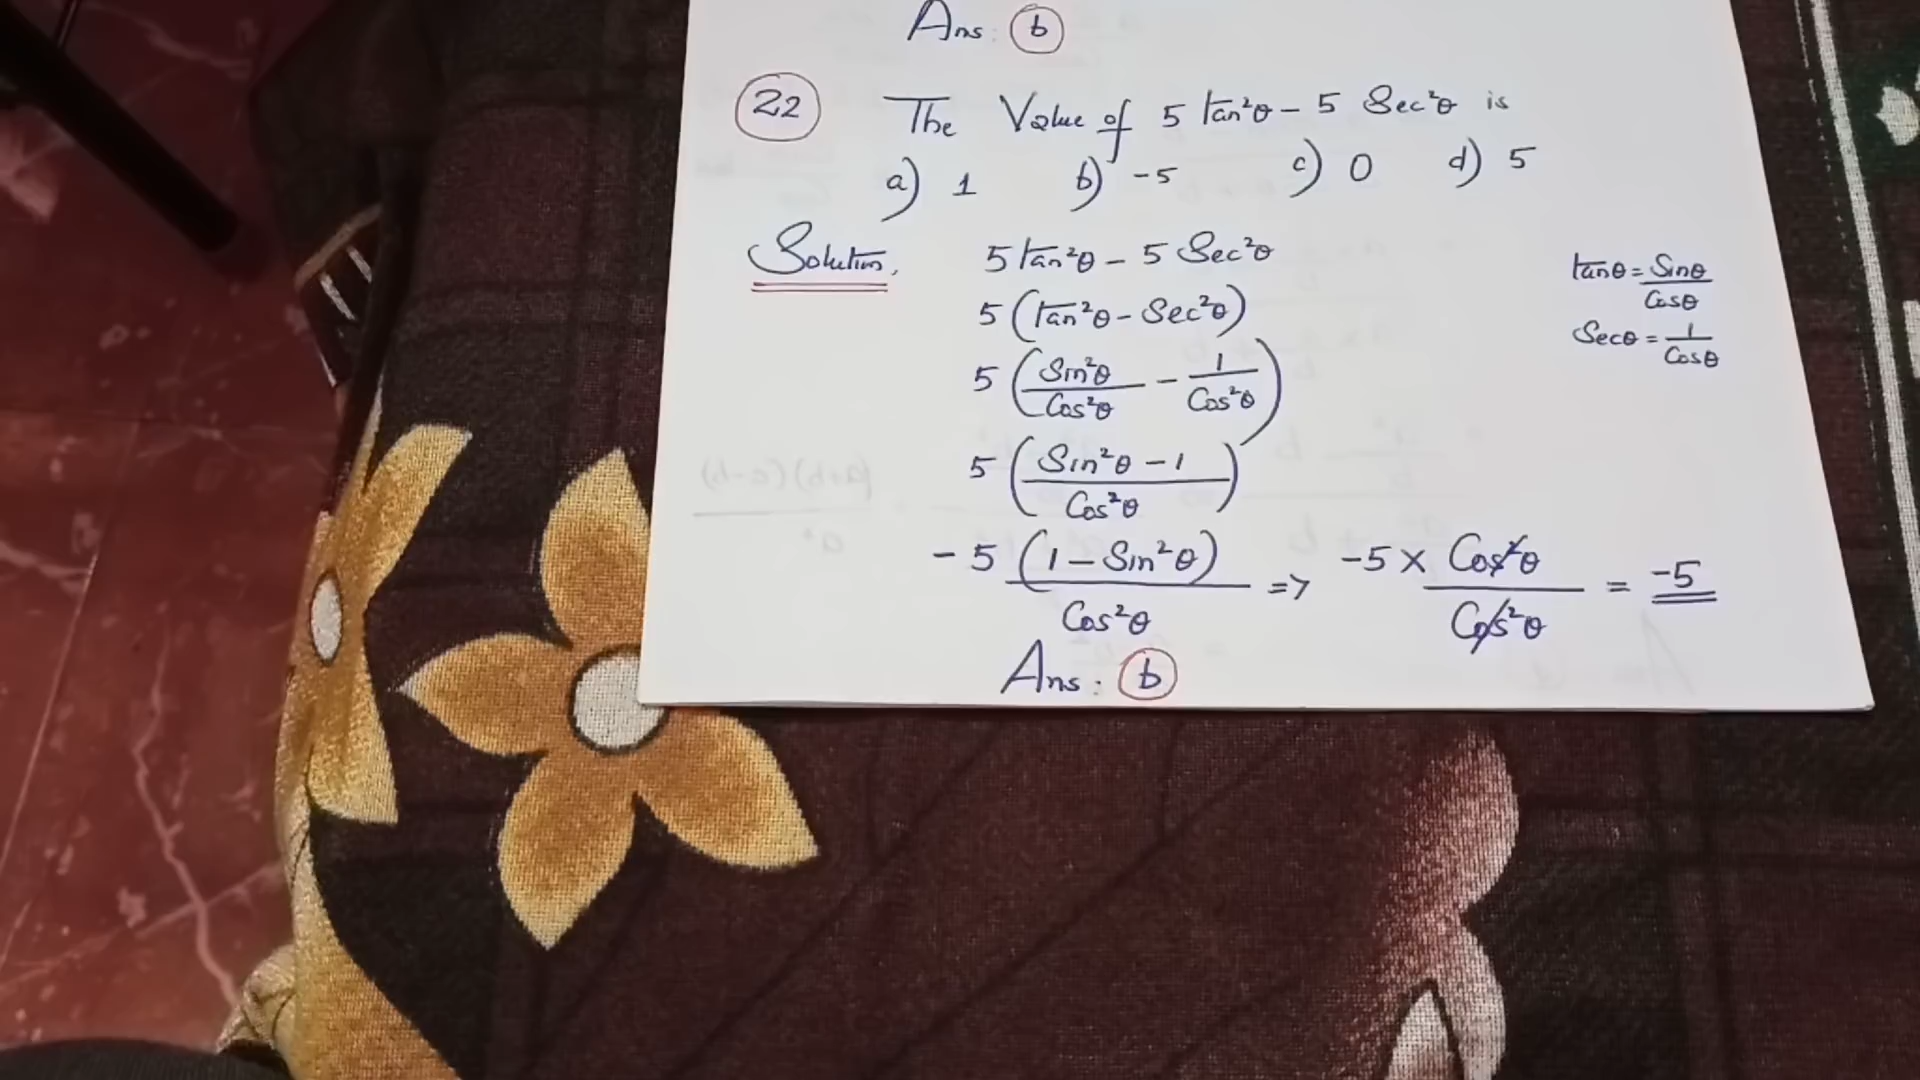 Ans: b
22 The Value of 5 tan²θ - 5 Sec²θ is
a) 1 b) -5 c) 0 d) 5
Solution, 5 tan²θ - 5 Sec²θ
5 (tan²θ - Sec²θ)
5 (Sin²θ/Cos²θ - 1/Cos²θ)
5 (Sin²θ - 1/Cos²θ)
-5 (1 - Sin²θ)/Cos²θ => -5 × Cos²θ/Cos²θ = -5
Ans: b
tanθ = Sinθ/Cosθ
Secθ = 1/Cosθ